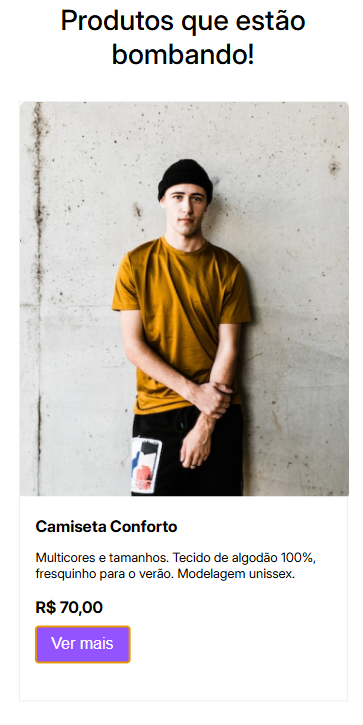 Produtos que estão
bombando!
Camiseta Conforto
Multicores e tamanhos. Tecido de algodão 100%,
fresquinho para o verão. Modelagem unissex.
R$ 70,00
Ver mais